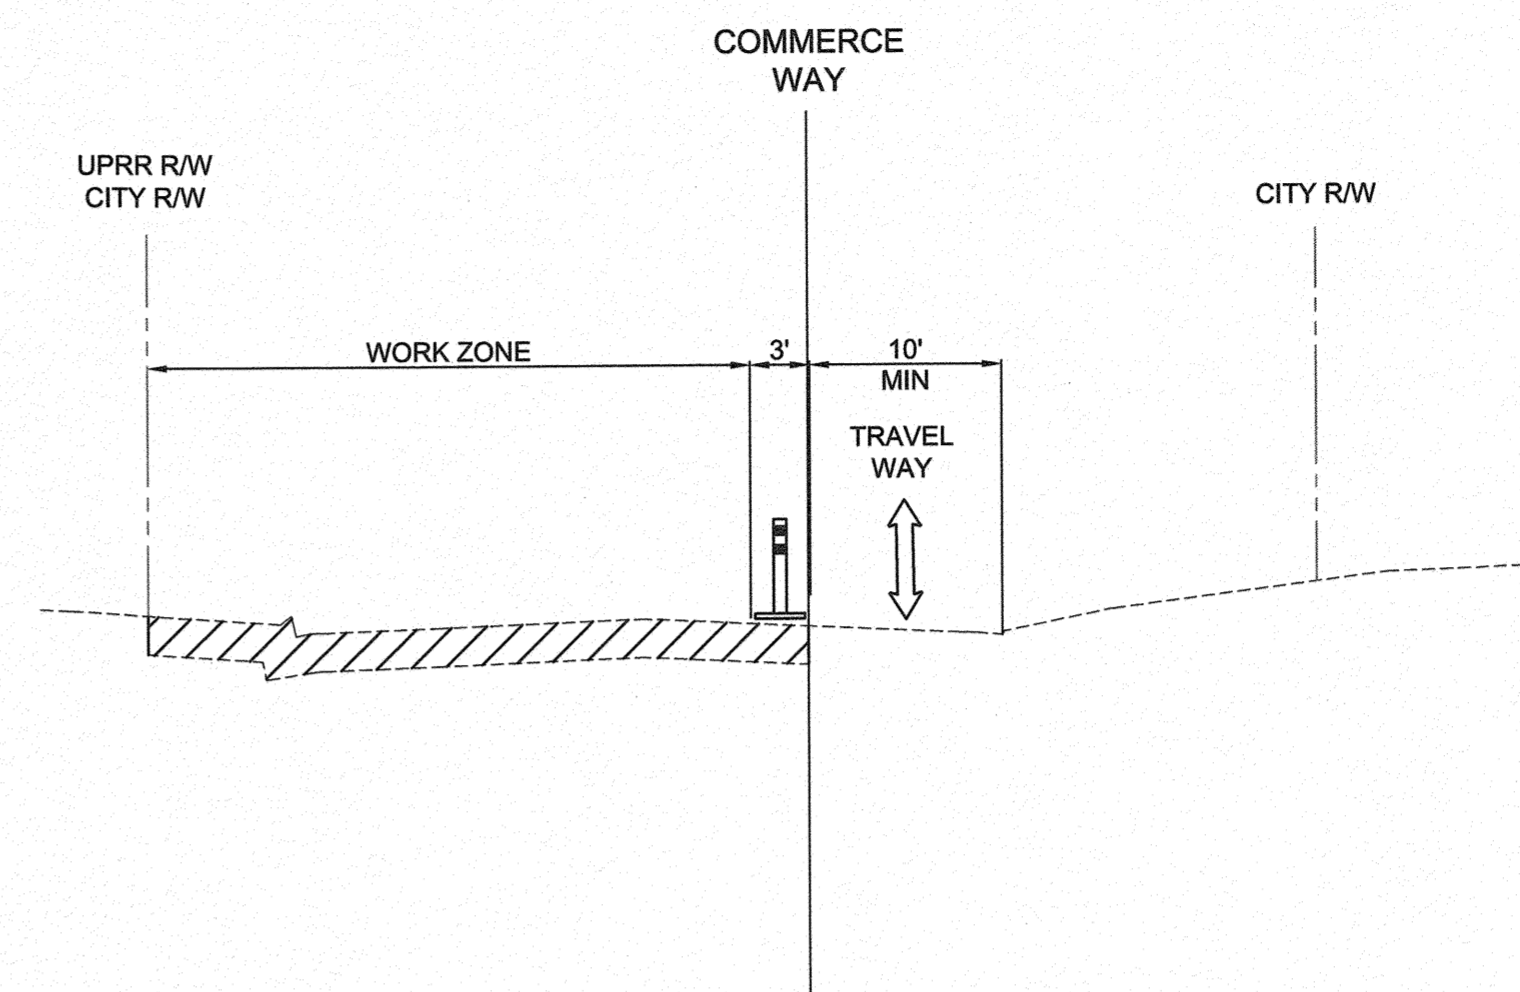 COMMERCE
WAY
UPRR R/W
CITY R/W
CITY R/W
WORK ZONE
3'
10'
MIN
TRAVEL
WAY